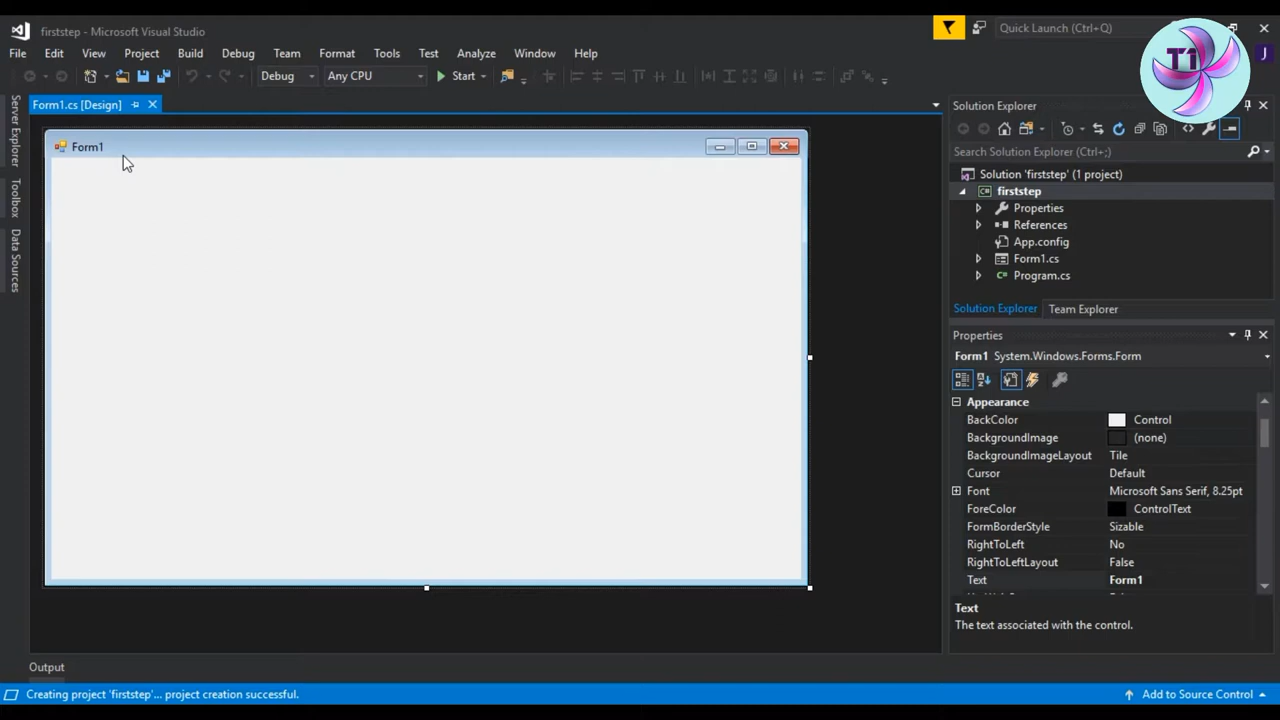 firststep - Microsoft Visual Studio
Quick Launch (Ctrl+Q)
File Edit View Project Build Debug Team Format Tools Test Analyze Window Help
J
Debug Any CPU Start
Ti
Form1.cs [Design]
Server Explorer
Toolbox
Data Sources
Form1
Solution Explorer
Search Solution Explorer (Ctrl+;)
Solution 'firststep' (1 project)
firststep
Properties
References
App.config
Form1.cs
Program.cs
Solution Explorer Team Explorer
Properties
Form1 System.Windows.Forms.Form
Appearance
BackColor Control
BackgroundImage (none)
BackgroundImageLayout Tile
Cursor Default
Font Microsoft Sans Serif, 8.25pt
ForeColor ControlText
FormBorderStyle Sizable
RightToLeft No
RightToLeftLayout False
Text Form1
Text
The text associated with the control.
Output
Creating project 'firststep'... project creation successful.
Add to Source Control